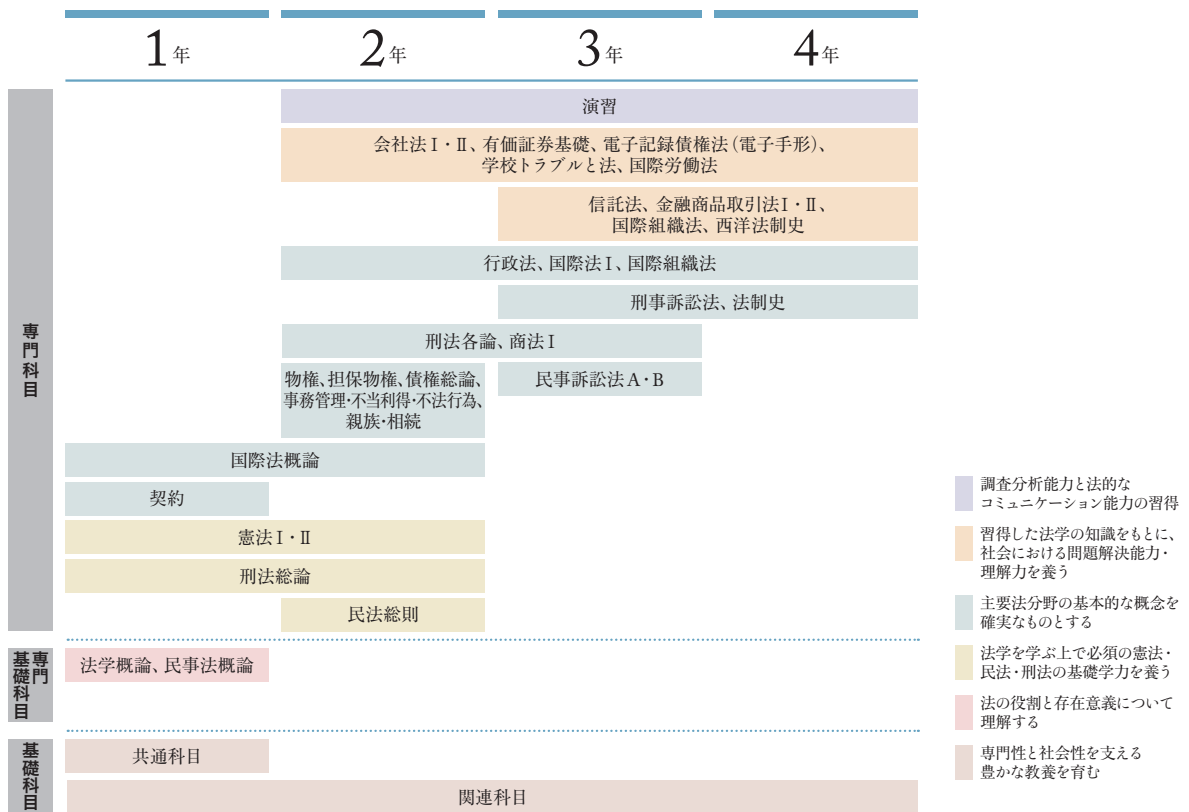 1年 2年 3年 4年
専門科目
演習
会社法Ⅰ・Ⅱ、有価証券基礎、電子記録債権法（電子手形）、
学校トラブルと法、国際労働法
信託法、金融商品取引法Ⅰ・Ⅱ、
国際組織法、西洋法制史
行政法、国際法Ⅰ、国際組織法
刑事訴訟法、法制史
刑法各論、商法Ⅰ
物権、担保物権、債権総論、
事務管理・不当利得・不法行為、
親族・相続
民事訴訟法A・B
国際法概論
契約
憲法Ⅰ・Ⅱ
刑法総論
民法総則
専門
基礎科目
法学概論、民事法概論
基礎科目
共通科目
関連科目
調査分析能力と法的な
コミュニケーション能力の習得
習得した法学の知識をもとに、
社会における問題解決能力・
理解力を養う
主要法分野の基本的な概念を
確実なものとする
法学を学ぶ上で必須の憲法・
民法・刑法の基礎学力を養う
法の役割と存在意義について
理解する
専門性と社会性を支える
豊かな教養を育む